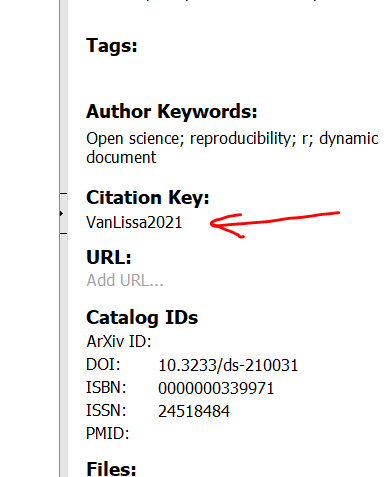 Tags:
Author Keywords:
Open science; reproducibility; r; dynamic
document
Citation Key:
VanLissa2021
URL:
Add URL...
Catalog IDs
ArXiv ID:
DOI: 10.3233/ds-210031
ISBN: 0000000339971
ISSN: 24518484
PMID:
Files: